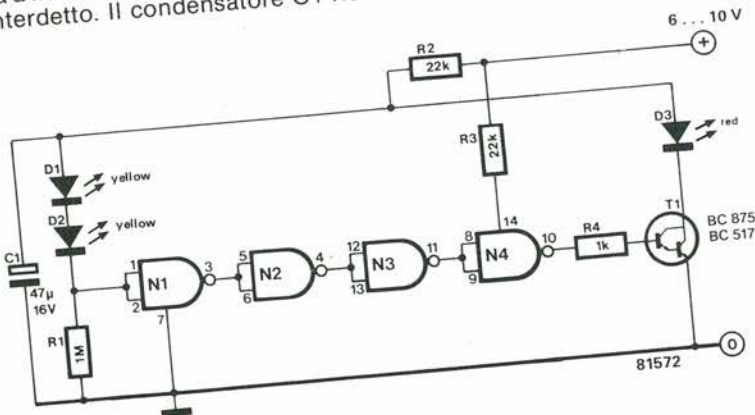 interdetto. Il condensatore C1
6 . . . 10 V
+
R2
22k
D3
red
R3
22k
D1
yellow
D2
yellow
T1
BC 875
BC 517
14
8
9
N4
10
R4
1k
12
13
N3
11
5
6
N2
4
1
2
N1
3
7
C1
47µ
16V
R1
1M
0
81572